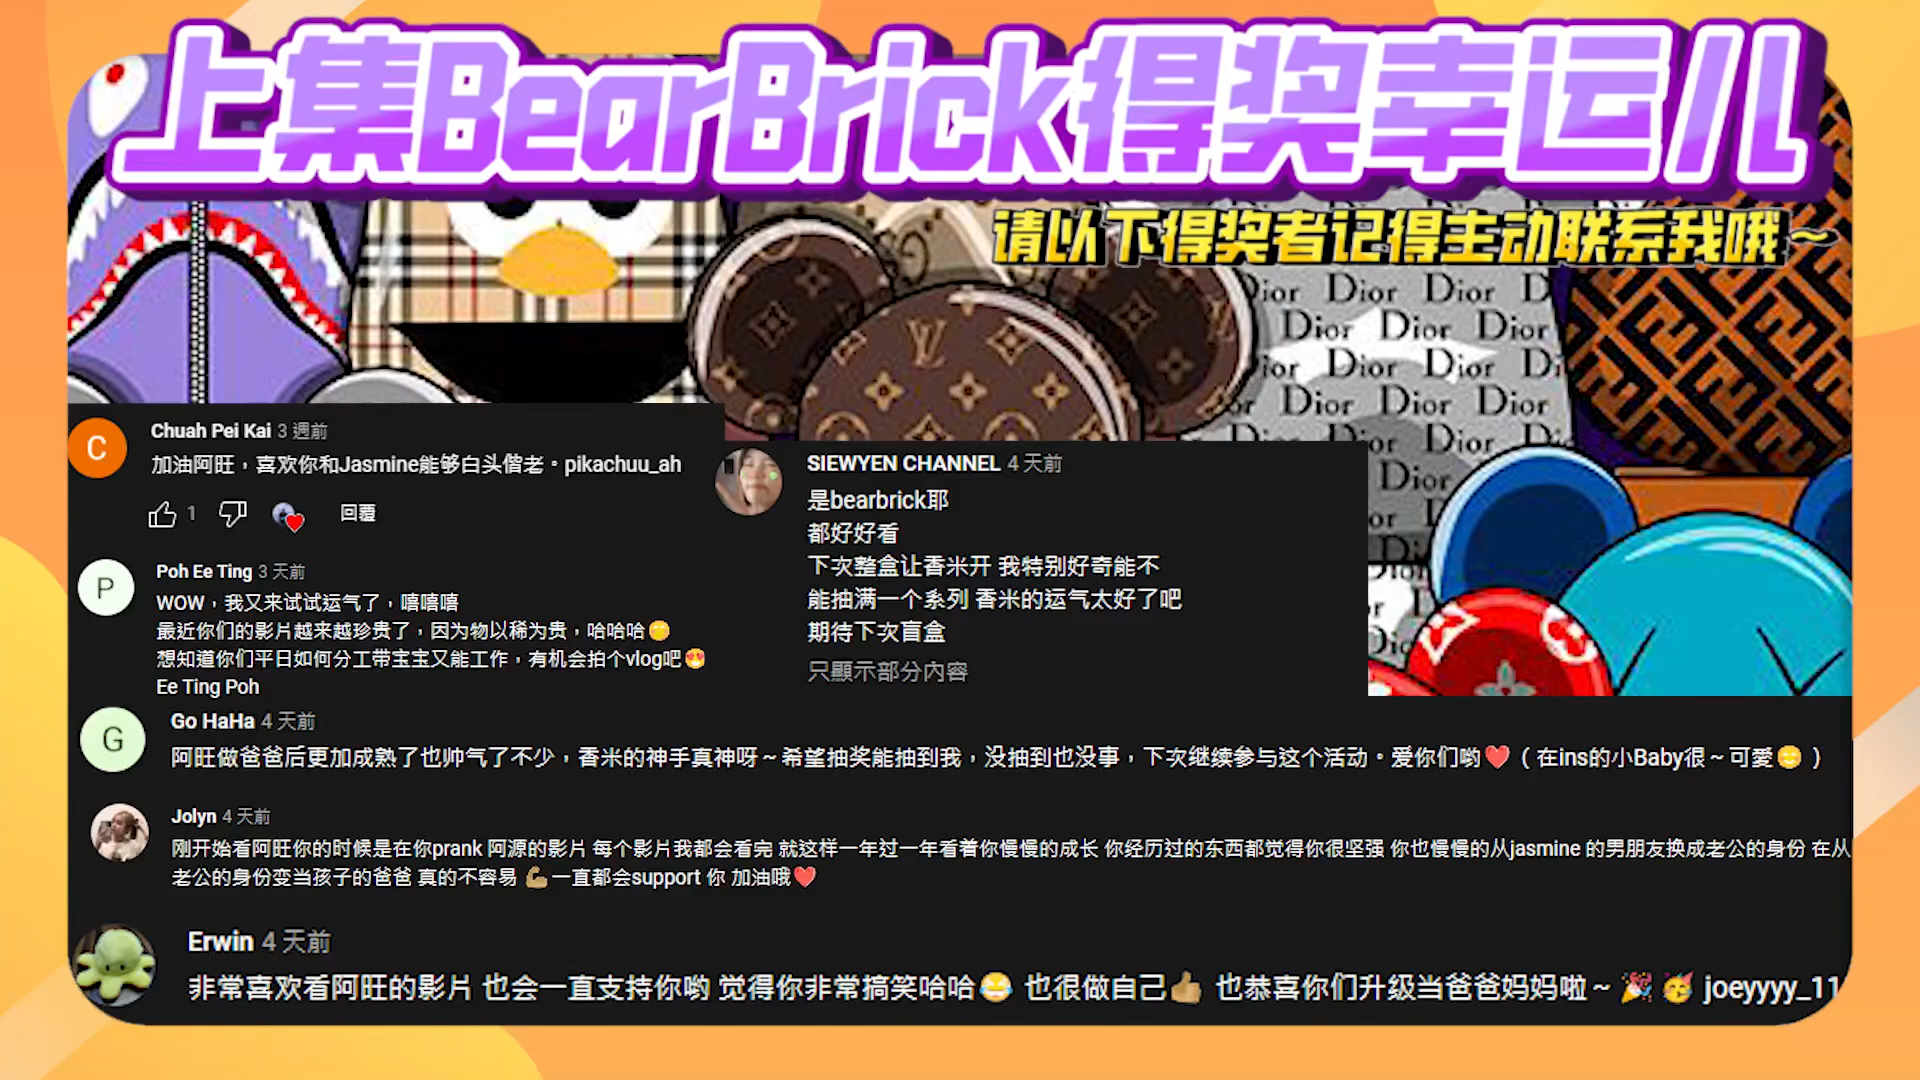 上集BearBrick得奖幸运儿
请以下得奖者记得主动联系我哦~
Dior Dior Dior
Dior Dior Dior
Dior Dior
Dior Dior Dior
Dior
C
Chuah Pei Kai 3 週前
加油阿旺，喜欢你和Jasmine能够白头偕老。pikachuu_ah
1 回覆
P
Poh Ee Ting 3 天前
WOW，我又来试试运气了，嘻嘻嘻
最近你们的影片越来越珍贵了，因为物以稀为贵，哈哈哈😁
想知道你们平日如何分工带宝宝又能工作，有机会拍个vlog吧😍
Ee Ting Poh
SIEWYEN CHANNEL 4 天前
是bearbrick耶
都好好看
下次整盒让香米开 我特别好奇能不
能抽满一个系列 香米的运气太好了吧
期待下次盲盒
只顯示部分內容
G
Go HaHa 4 天前
阿旺做爸爸后更加成熟了也帅气了不少，香米的神手真神呀~希望抽奖能抽到我，没抽到也没事，下次继续参与这个活动。爱你们哟❤️（在ins的小Baby很~可愛😊）
Jolyn 4 天前
刚开始看阿旺你的时候是在你prank 阿源的影片 每个影片我都会看完 就这样一年过一年看着你慢慢的成长 你经历过的东西都觉得你很坚强 你也慢慢的从jasmine 的男朋友换成老公的身份 在从
老公的身份变当孩子的爸爸 真的不容易 💪🏽一直都会support 你 加油哦❤️
Erwin 4 天前
非常喜欢看阿旺的影片 也会一直支持你哟 觉得你非常搞笑哈哈😂 也很做自己👍🏽 也恭喜你们升级当爸爸妈妈啦~ 🎉 🥳 joeyyyy_11